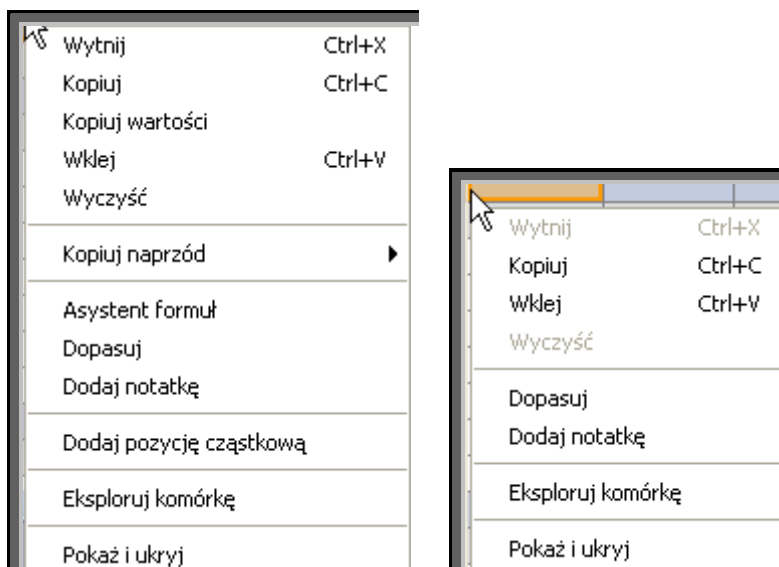 Wytnij Ctrl+X
Kopiuj Ctrl+C
Kopiuj wartości
Wklej Ctrl+V
Wyczyść
Kopiuj naprzód
Asystent formuł
Dopasuj
Dodaj notatkę
Dodaj pozycję cząstkową
Eksploruj komórkę
Pokaż i ukryj
Wytnij Ctrl+X
Kopiuj Ctrl+C
Wklej Ctrl+V
Wyczyść
Dopasuj
Dodaj notatkę
Eksploruj komórkę
Pokaż i ukryj